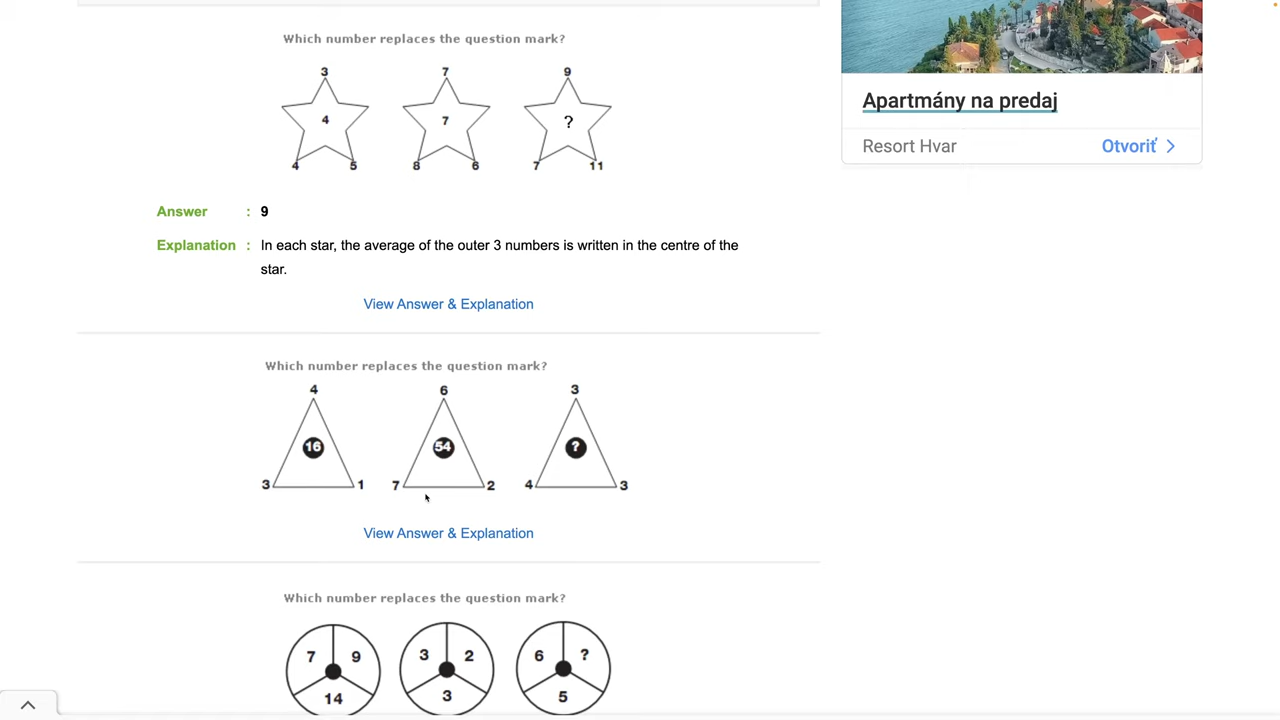 Which number replaces the question mark?
3 7 9
4 7 ?
4 5 8 6 7 11
Answer : 9
Explanation : In each star, the average of the outer 3 numbers is written in the centre of the
star.
View Answer & Explanation
Which number replaces the question mark?
4 6 3
16 54 ?
3 1 7 2 4 3
View Answer & Explanation
Which number replaces the question mark?
7 9 3 2 6 ?
14 3 5
Apartmány na predaj
Resort Hvar Otvoriť